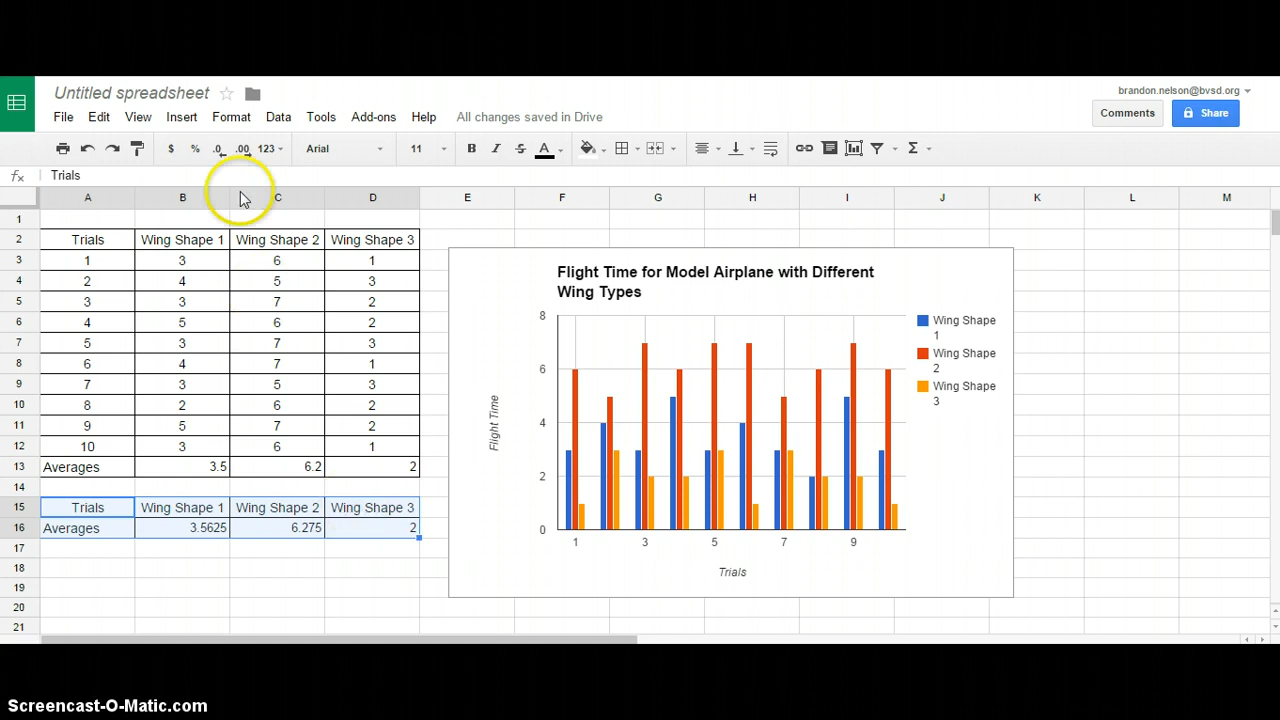 Untitled spreadsheet
brandon.nelson@bvsd.org
File Edit View Insert Format Data Tools Add-ons Help All changes saved in Drive
Comments Share
$ % .0 .00 123 Arial 11 B I S A Σ
fx Trials
A B C D E F G H I J K L M
1
2 Trials Wing Shape 1 Wing Shape 2 Wing Shape 3
3 1 3 6 1
4 2 4 5 3
5 3 3 7 2
6 4 5 6 2
7 5 3 7 3
8 6 4 7 1
9 7 3 5 3
10 8 2 6 2
11 9 5 7 2
12 10 3 6 1
13 Averages 3.5 6.2 2
14
15 Trials Wing Shape 1 Wing Shape 2 Wing Shape 3
16 Averages 3.5625 6.275 2
17
18
19
20
21
Flight Time for Model Airplane with Different
Wing Types
8
6
4
2
0
Flight Time
1 3 5 7 9
Trials
Wing Shape
1
Wing Shape
2
Wing Shape
3
Screencast-O-Matic.com